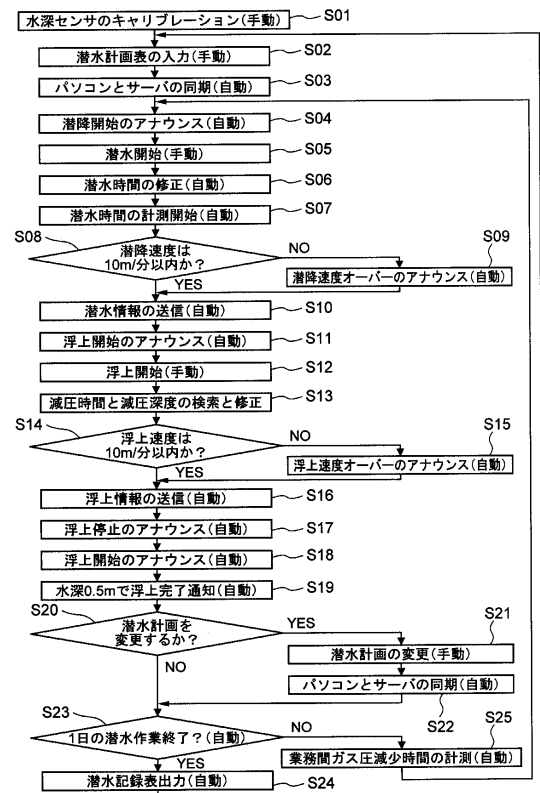 水深センサのキャリブレーション(手動)
S01
潜水計画表の入力(手動)
S02
パソコンとサーバの同期(自動)
S03
潜降開始のアナウンス(自動)
S04
潜水開始(手動)
S05
潜水時間の修正(自動)
S06
潜水時間の計測開始(自動)
S07
S08
潜降速度は
10m/分以内か?
NO
YES
S09
潜降速度オーバーのアナウンス(自動)
潜水情報の送信(自動)
S10
浮上開始のアナウンス(自動)
S11
浮上開始(手動)
S12
減圧時間と減圧深度の検索と修正
S13
S14
浮上速度は
10m/分以内か?
NO
YES
S15
浮上速度オーバーのアナウンス(自動)
浮上情報の送信(自動)
S16
浮上停止のアナウンス(自動)
S17
浮上開始のアナウンス(自動)
S18
水深0.5mで浮上完了通知(自動)
S19
S20
潜水計画を
変更するか?
YES
NO
S21
潜水計画の変更(手動)
パソコンとサーバの同期(自動)
S22
S23
1日の潜水作業終了?(自動)
NO
YES
S25
業務間ガス圧減少時間の計測(自動)
潜水記録表出力(自動)
S24